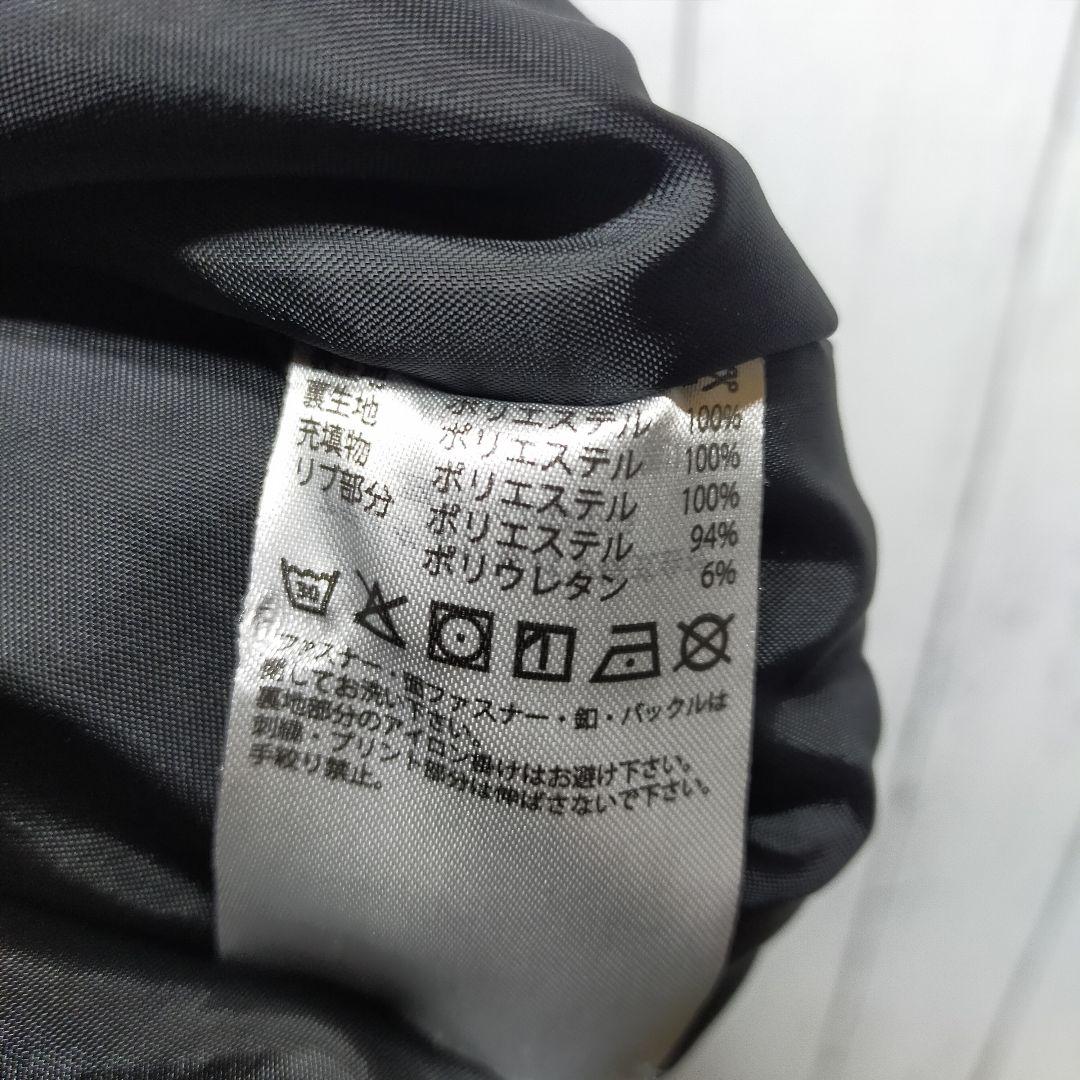 ポリエステル 100%
裏生地 ポリエステル 100%
充填物 ポリエステル 100%
リブ部分 ポリエステル 94%
ポリウレタン 6%
30
ファスナー・面ファスナー・釦・バックルは
閉してお洗い下さい。
裏地部分のアイロン掛けはお避け下さい。
刺繍・プリント部分は伸ばさないで下さい。
手絞り禁止。